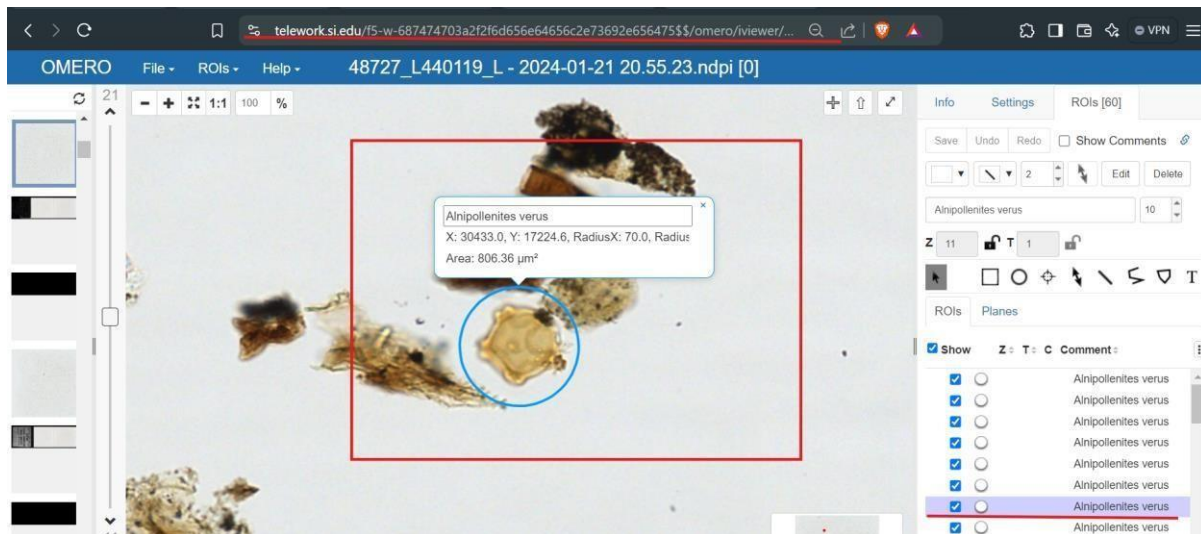 telework.si.edu/f5-w-687474703a2f2f6d656e64656c2e73692e656475$$/omero/iviewer/...
VPN
OMERO File ROIs Help 48727_L440119_L - 2024-01-21 20.55.23.ndpi [0]
21
- + 1:1 100 %
Info Settings ROIs [60]
Save Undo Redo Show Comments
2 Edit Delete
Alnipollenites verus 10
Z 11 T 1
T
ROIs Planes
Show Z T C Comment
Alnipollenites verus
Alnipollenites verus
Alnipollenites verus
Alnipollenites verus
Alnipollenites verus
Alnipollenites verus
Alnipollenites verus
Alnipollenites verus
Alnipollenites verus
X: 30433.0, Y: 17224.6, RadiusX: 70.0, Radius
Area: 806.36 µm²